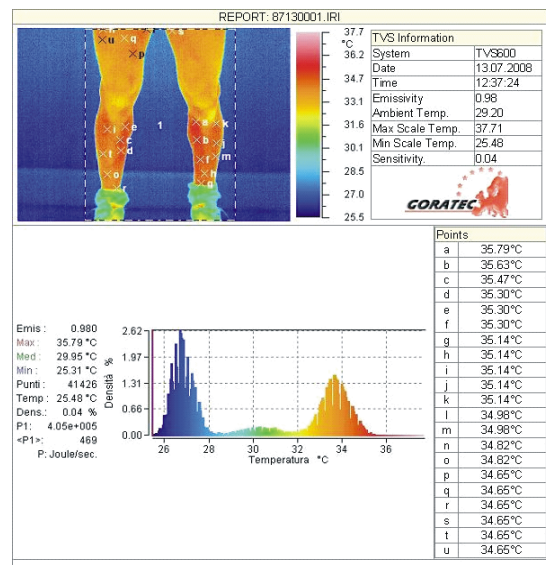 REPORT: 87130001.IRI
37.7
°C
36.2
34.7
33.1
31.6
30.1
28.5
27.0
25.5
u
q
r
s
p
1
i
e
a
k
c
b
j
t
d
f
m
o
h
r
g
TVS Information
System TVS600
Date 13.07.2008
Time 12:37:24
Emissivity 0.98
Ambient Temp. 29.20
Max Scale Temp. 37.71
Min Scale Temp. 25.48
Sensitivity. 0.04
GORATEC
Points
a 35.79°C
b 35.63°C
c 35.47°C
d 35.30°C
e 35.30°C
f 35.30°C
g 35.14°C
h 35.14°C
i 35.14°C
j 35.14°C
k 35.14°C
l 34.98°C
m 34.98°C
n 34.82°C
o 34.82°C
p 34.65°C
q 34.65°C
r 34.65°C
s 34.65°C
t 34.65°C
u 34.65°C
Emis : 0.980
Max : 35.79 °C
Med : 29.95 °C
Min : 25.31 °C
Punti : 41426
Temp : 25.48 °C
Dens.: 0.04 %
P1: 4.05e+005
<P1>: 469
P: Joule/sec.
2.62
1.97
1.31
0.66
0.00
Densitá %
26 28 30 32 34 36
Temperatura °C